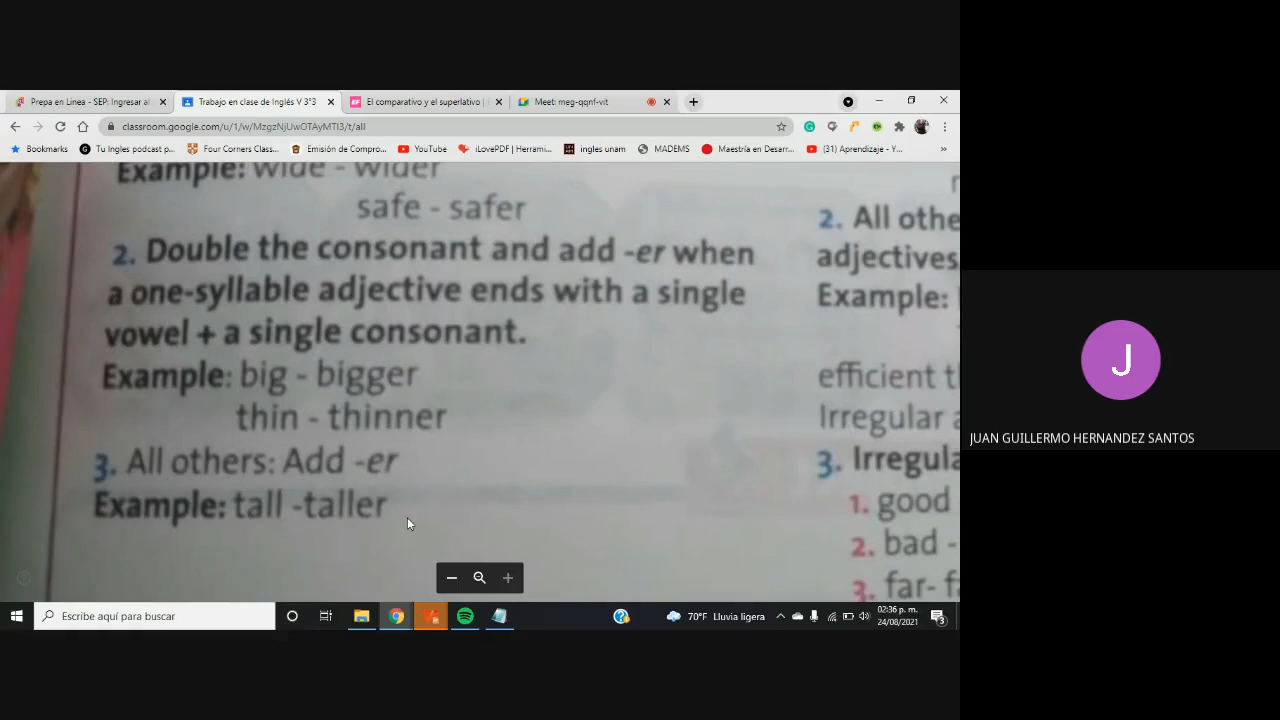 Prepa en Linea - SEP: Ingresar al
Trabajo en clase de Inglés V 3°3
El comparativo y el superlativo |
Meet: meg-qqnf-vit
classroom.google.com/u/1/w/MzgzNjUwOTAyMTI3/t/all
Bookmarks
Tu Ingles podcast p...
Four Corners Class...
Emisión de Compro...
YouTube
iLovePDF | Herrami...
ingles unam
MADEMS
Maestría en Desarr...
(31) Aprendizaje - Y...
Example: wide - wider
safe - safer
2. Double the consonant and add -er when
a one-syllable adjective ends with a single
vowel + a single consonant.
Example: big - bigger
thin - thinner
3. All others: Add -er
Example: tall -taller
2. All othe
adjectives
Example:
efficient t
Irregular a
3. Irregula
1. good
2. bad -
3. far- f
J
JUAN GUILLERMO HERNANDEZ SANTOS
Escribe aquí para buscar
70°F Lluvia ligera
02:36 p. m.
24/08/2021
3